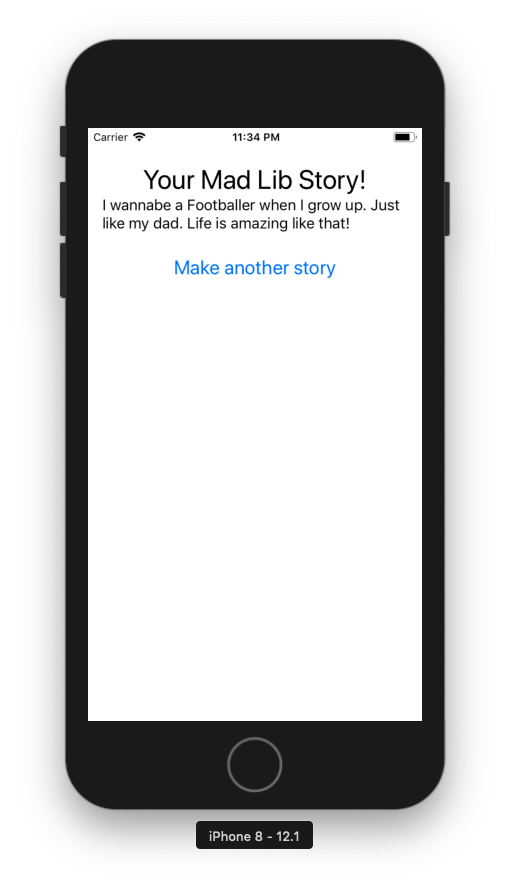 Carrier
11:34 PM
Your Mad Lib Story!
I wannabe a Footballer when I grow up. Just
like my dad. Life is amazing like that!
Make another story
iPhone 8 - 12.1